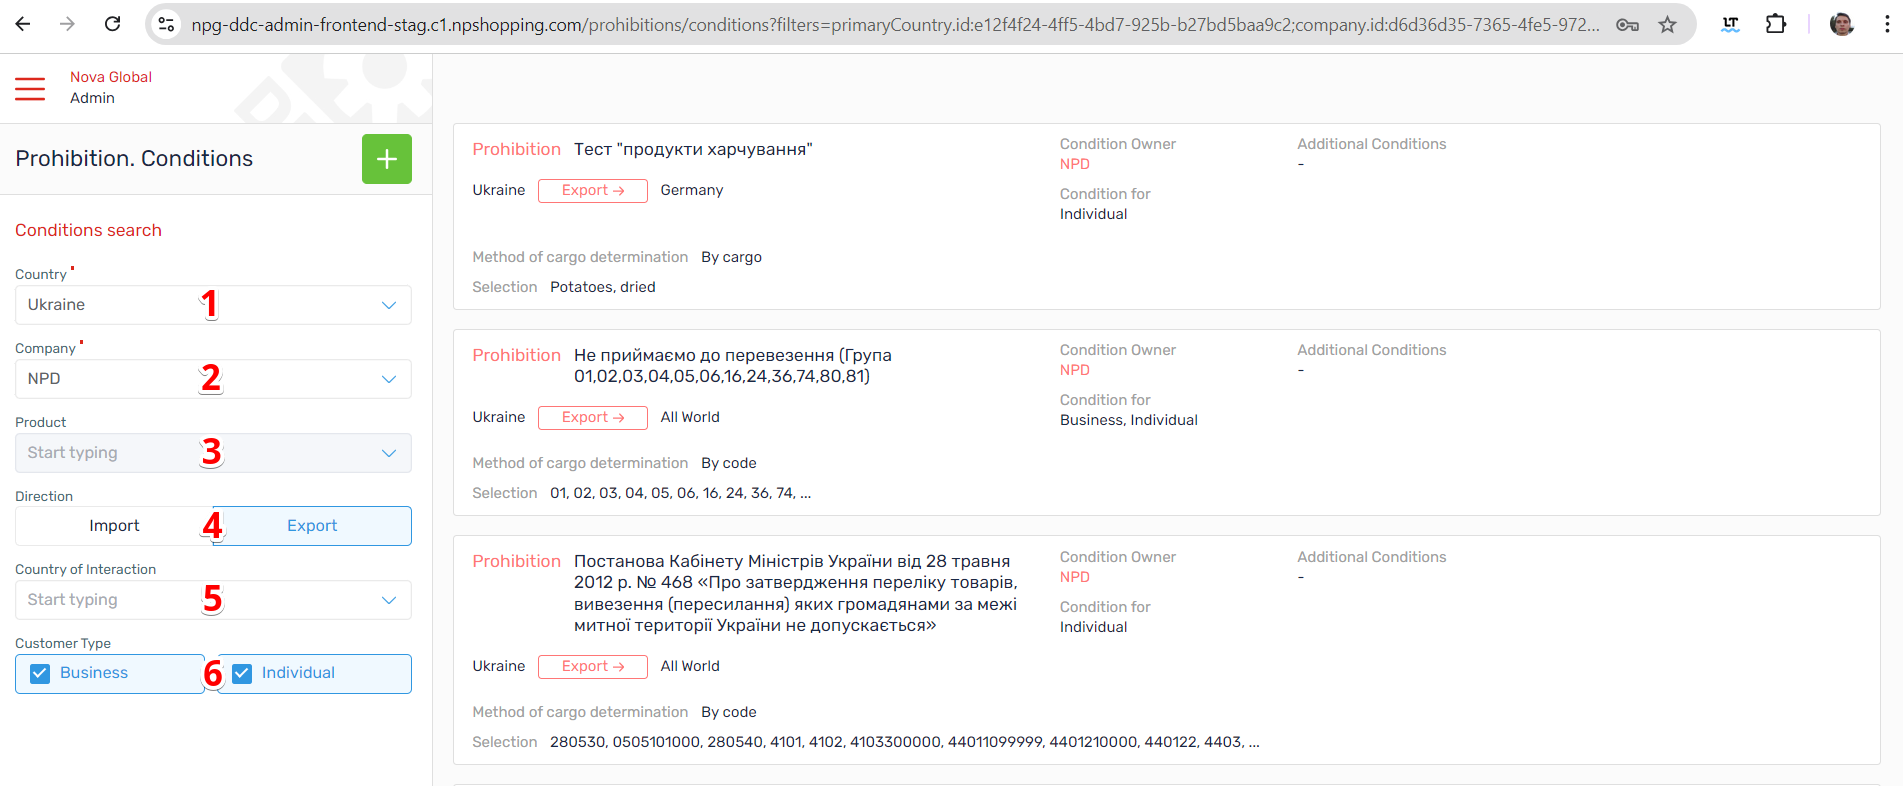 npg-ddc-admin-frontend-stag.c1.npshopping.com/prohibitions/conditions?filters=primaryCountry.id:e12f4f24-4ff5-4bd7-925b-b27bd5baa9c2;company.id:d6d36d35-7365-4fe5-972...
LT
Nova Global
Admin
Prohibition. Conditions
+
Conditions search
Country
Ukraine
1
Company
NPD
2
Product
Start typing
3
Direction
Import
4
Export
Country of Interaction
Start typing
5
Customer Type
Business
6
Individual
Prohibition Тест "продукти харчування"
Ukraine Export → Germany
Condition Owner
NPD
Condition for
Individual
Additional Conditions
-
Method of cargo determination By cargo
Selection Potatoes, dried
Prohibition Не приймаємо до перевезення (Група
01,02,03,04,05,06,16,24,36,74,80,81)
Ukraine Export → All World
Condition Owner
NPD
Condition for
Business, Individual
Additional Conditions
-
Method of cargo determination By code
Selection 01, 02, 03, 04, 05, 06, 16, 24, 36, 74, ...
Prohibition Постанова Кабінету Міністрів України від 28 травня
2012 р. № 468 «Про затвердження переліку товарів,
вивезення (пересилання) яких громадянами за межі
митної території України не допускається»
Ukraine Export → All World
Condition Owner
NPD
Condition for
Individual
Additional Conditions
-
Method of cargo determination By code
Selection 280530, 0505101000, 280540, 4101, 4102, 4103300000, 44011099999, 4401210000, 440122, 4403, ...